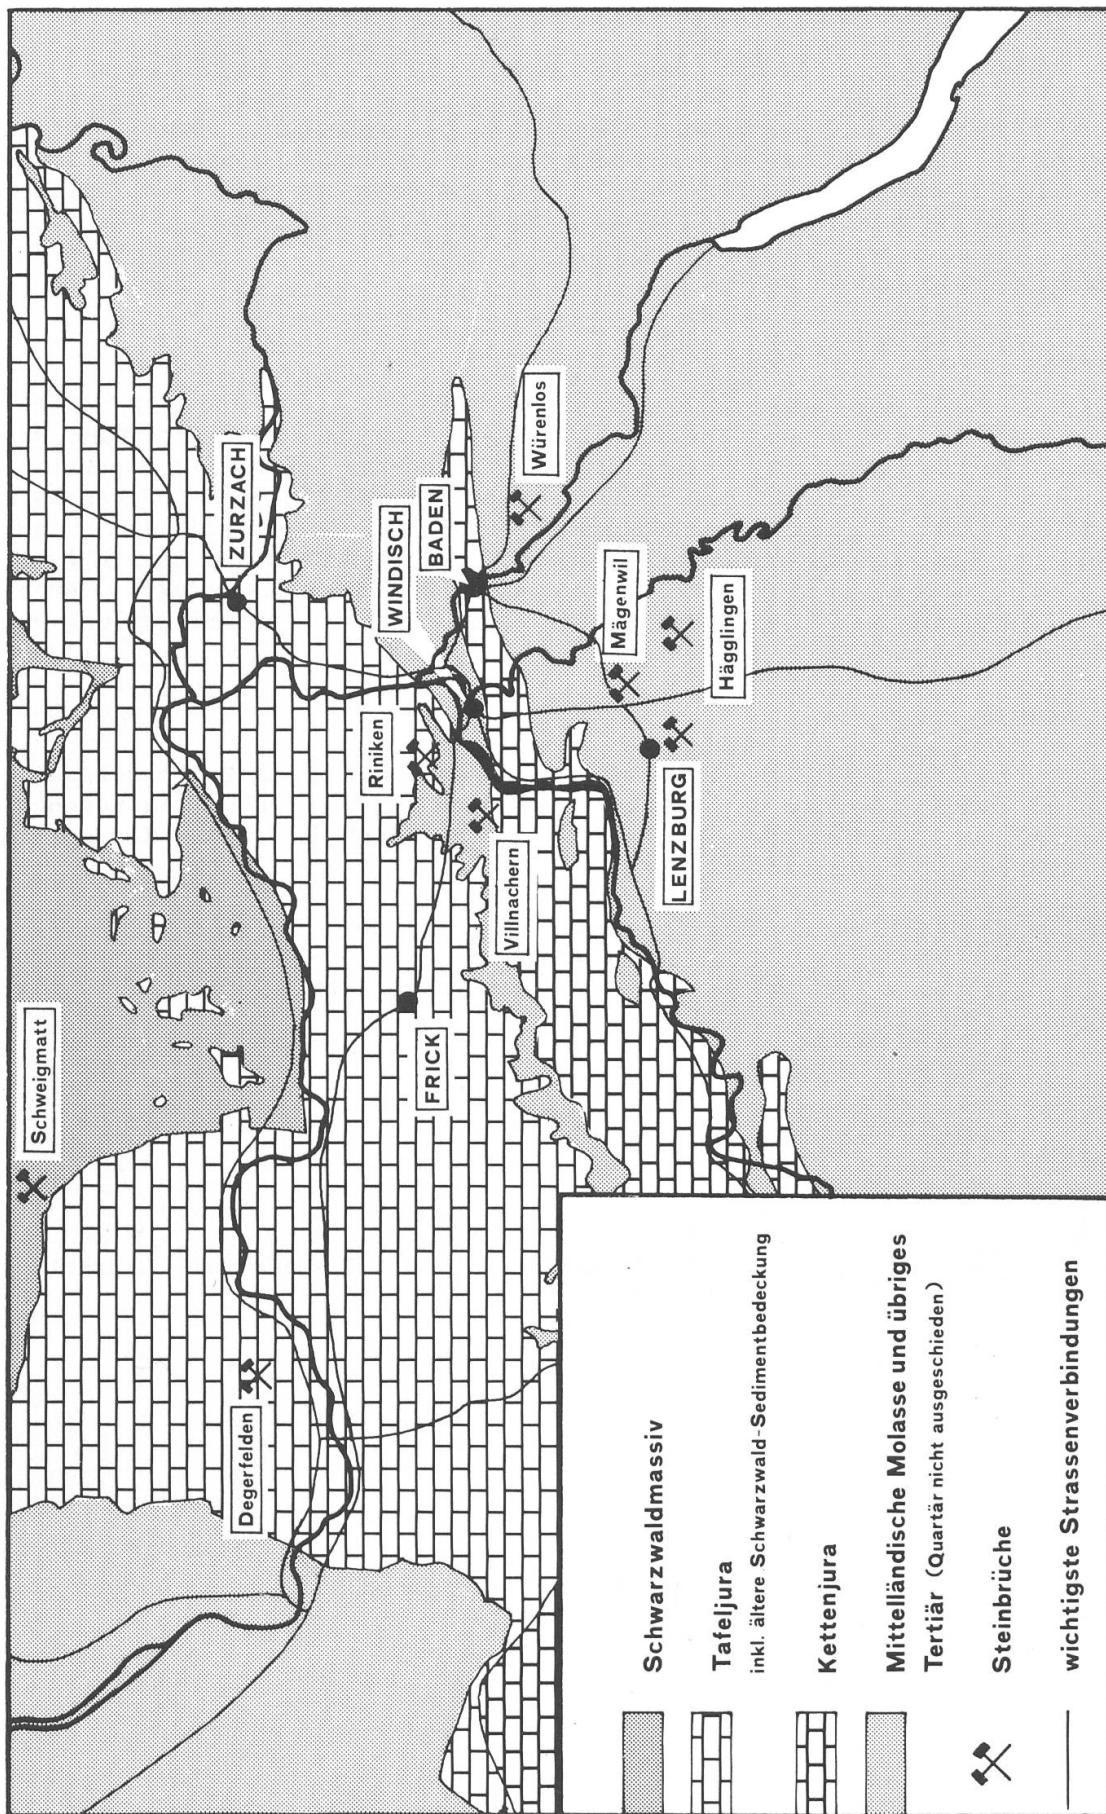 Schweigmatt
ZURZACH
Degerfelden
FRICK
Riniken
WINDISCH
BADEN
Würenlos
Villnachern
Mägenwil
LENZBURG
Hägglingen
Schwarzwaldmassiv
Tafeljura
inkl. ältere Schwarzwald-Sedimentbedeckung
Kettenjura
Mittelländische Molasse und übriges
Tertiär (Quartär nicht ausgeschieden)
Steinbrüche
wichtigste Strassenverbindungen